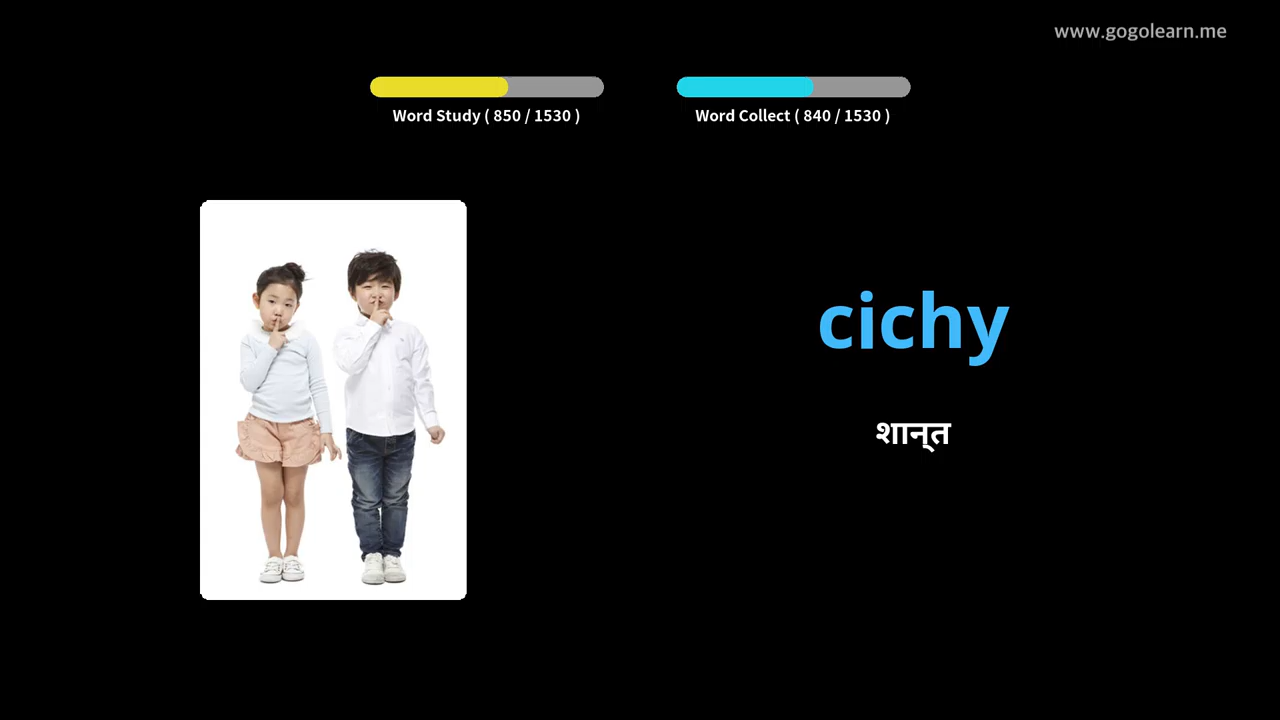 www.gogolearn.me
Word Study ( 850 / 1530 )
Word Collect ( 840 / 1530 )
cichy
शान्‌त